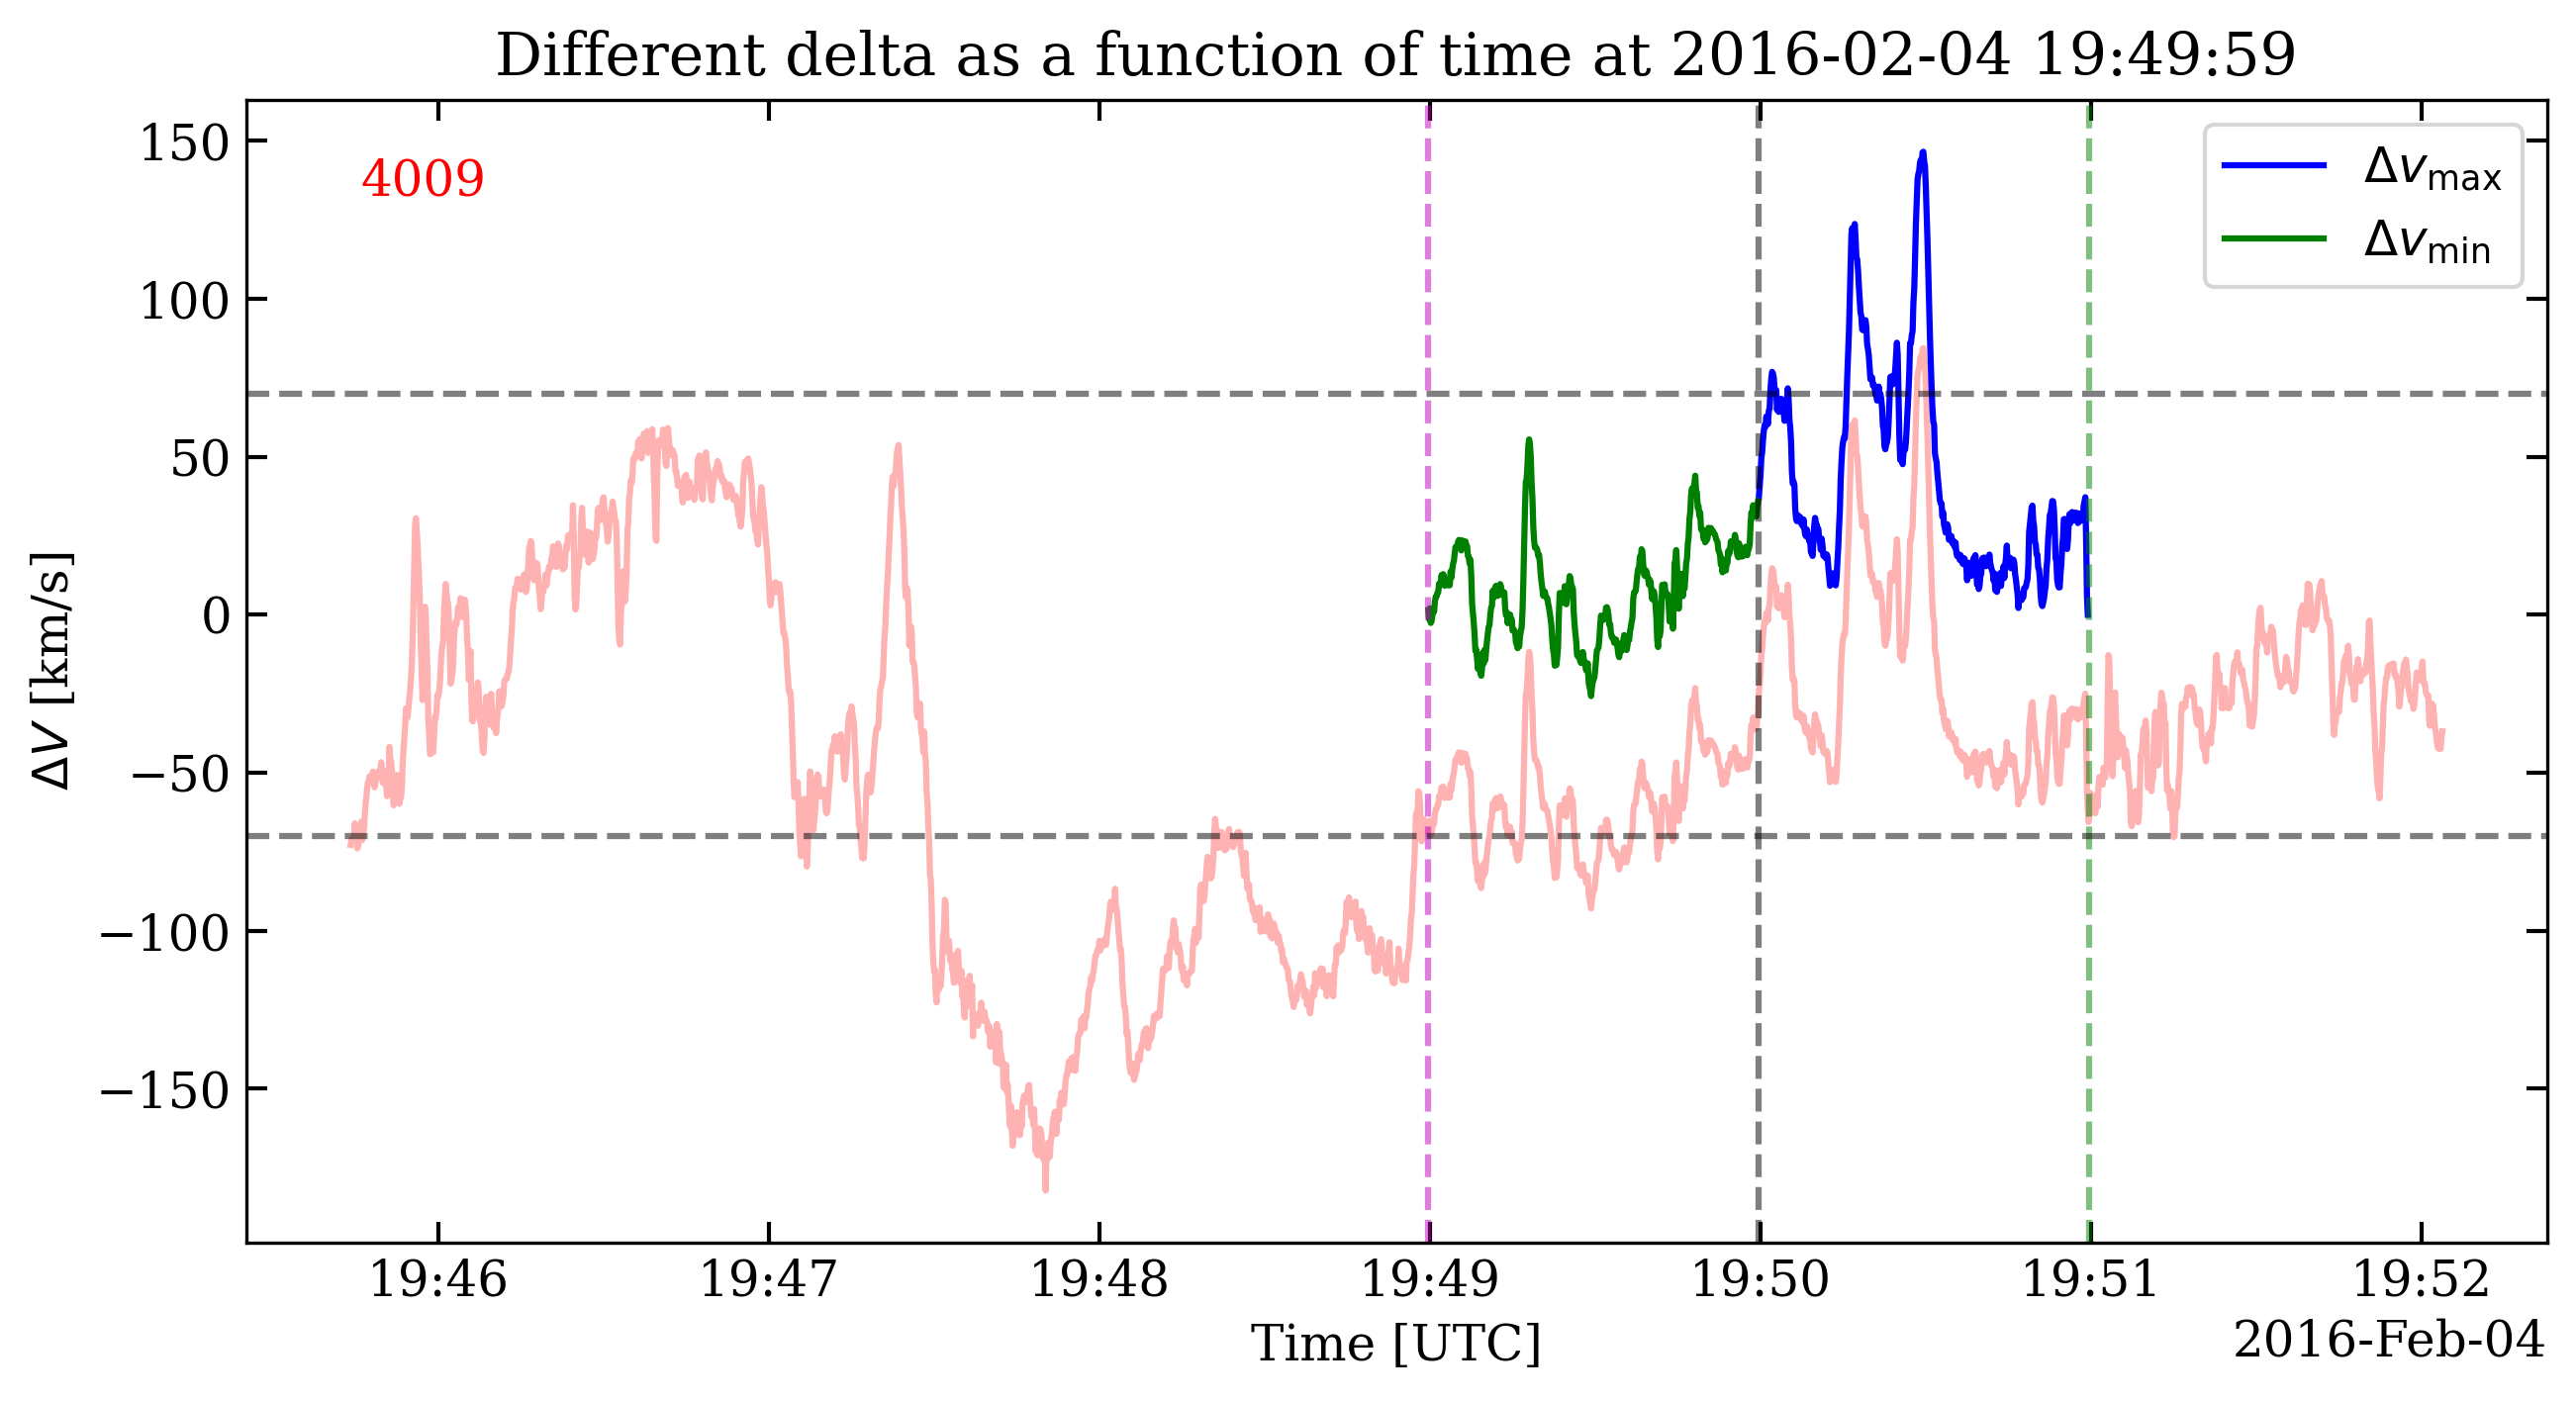 Different delta as a function of time at 2016-02-04 19:49:59
4009
Δv_max
Δv_min
ΔV [km/s]
150
100
50
0
−50
−100
−150
19:46 19:47 19:48 19:49 19:50 19:51 19:52
Time [UTC]
2016-Feb-04